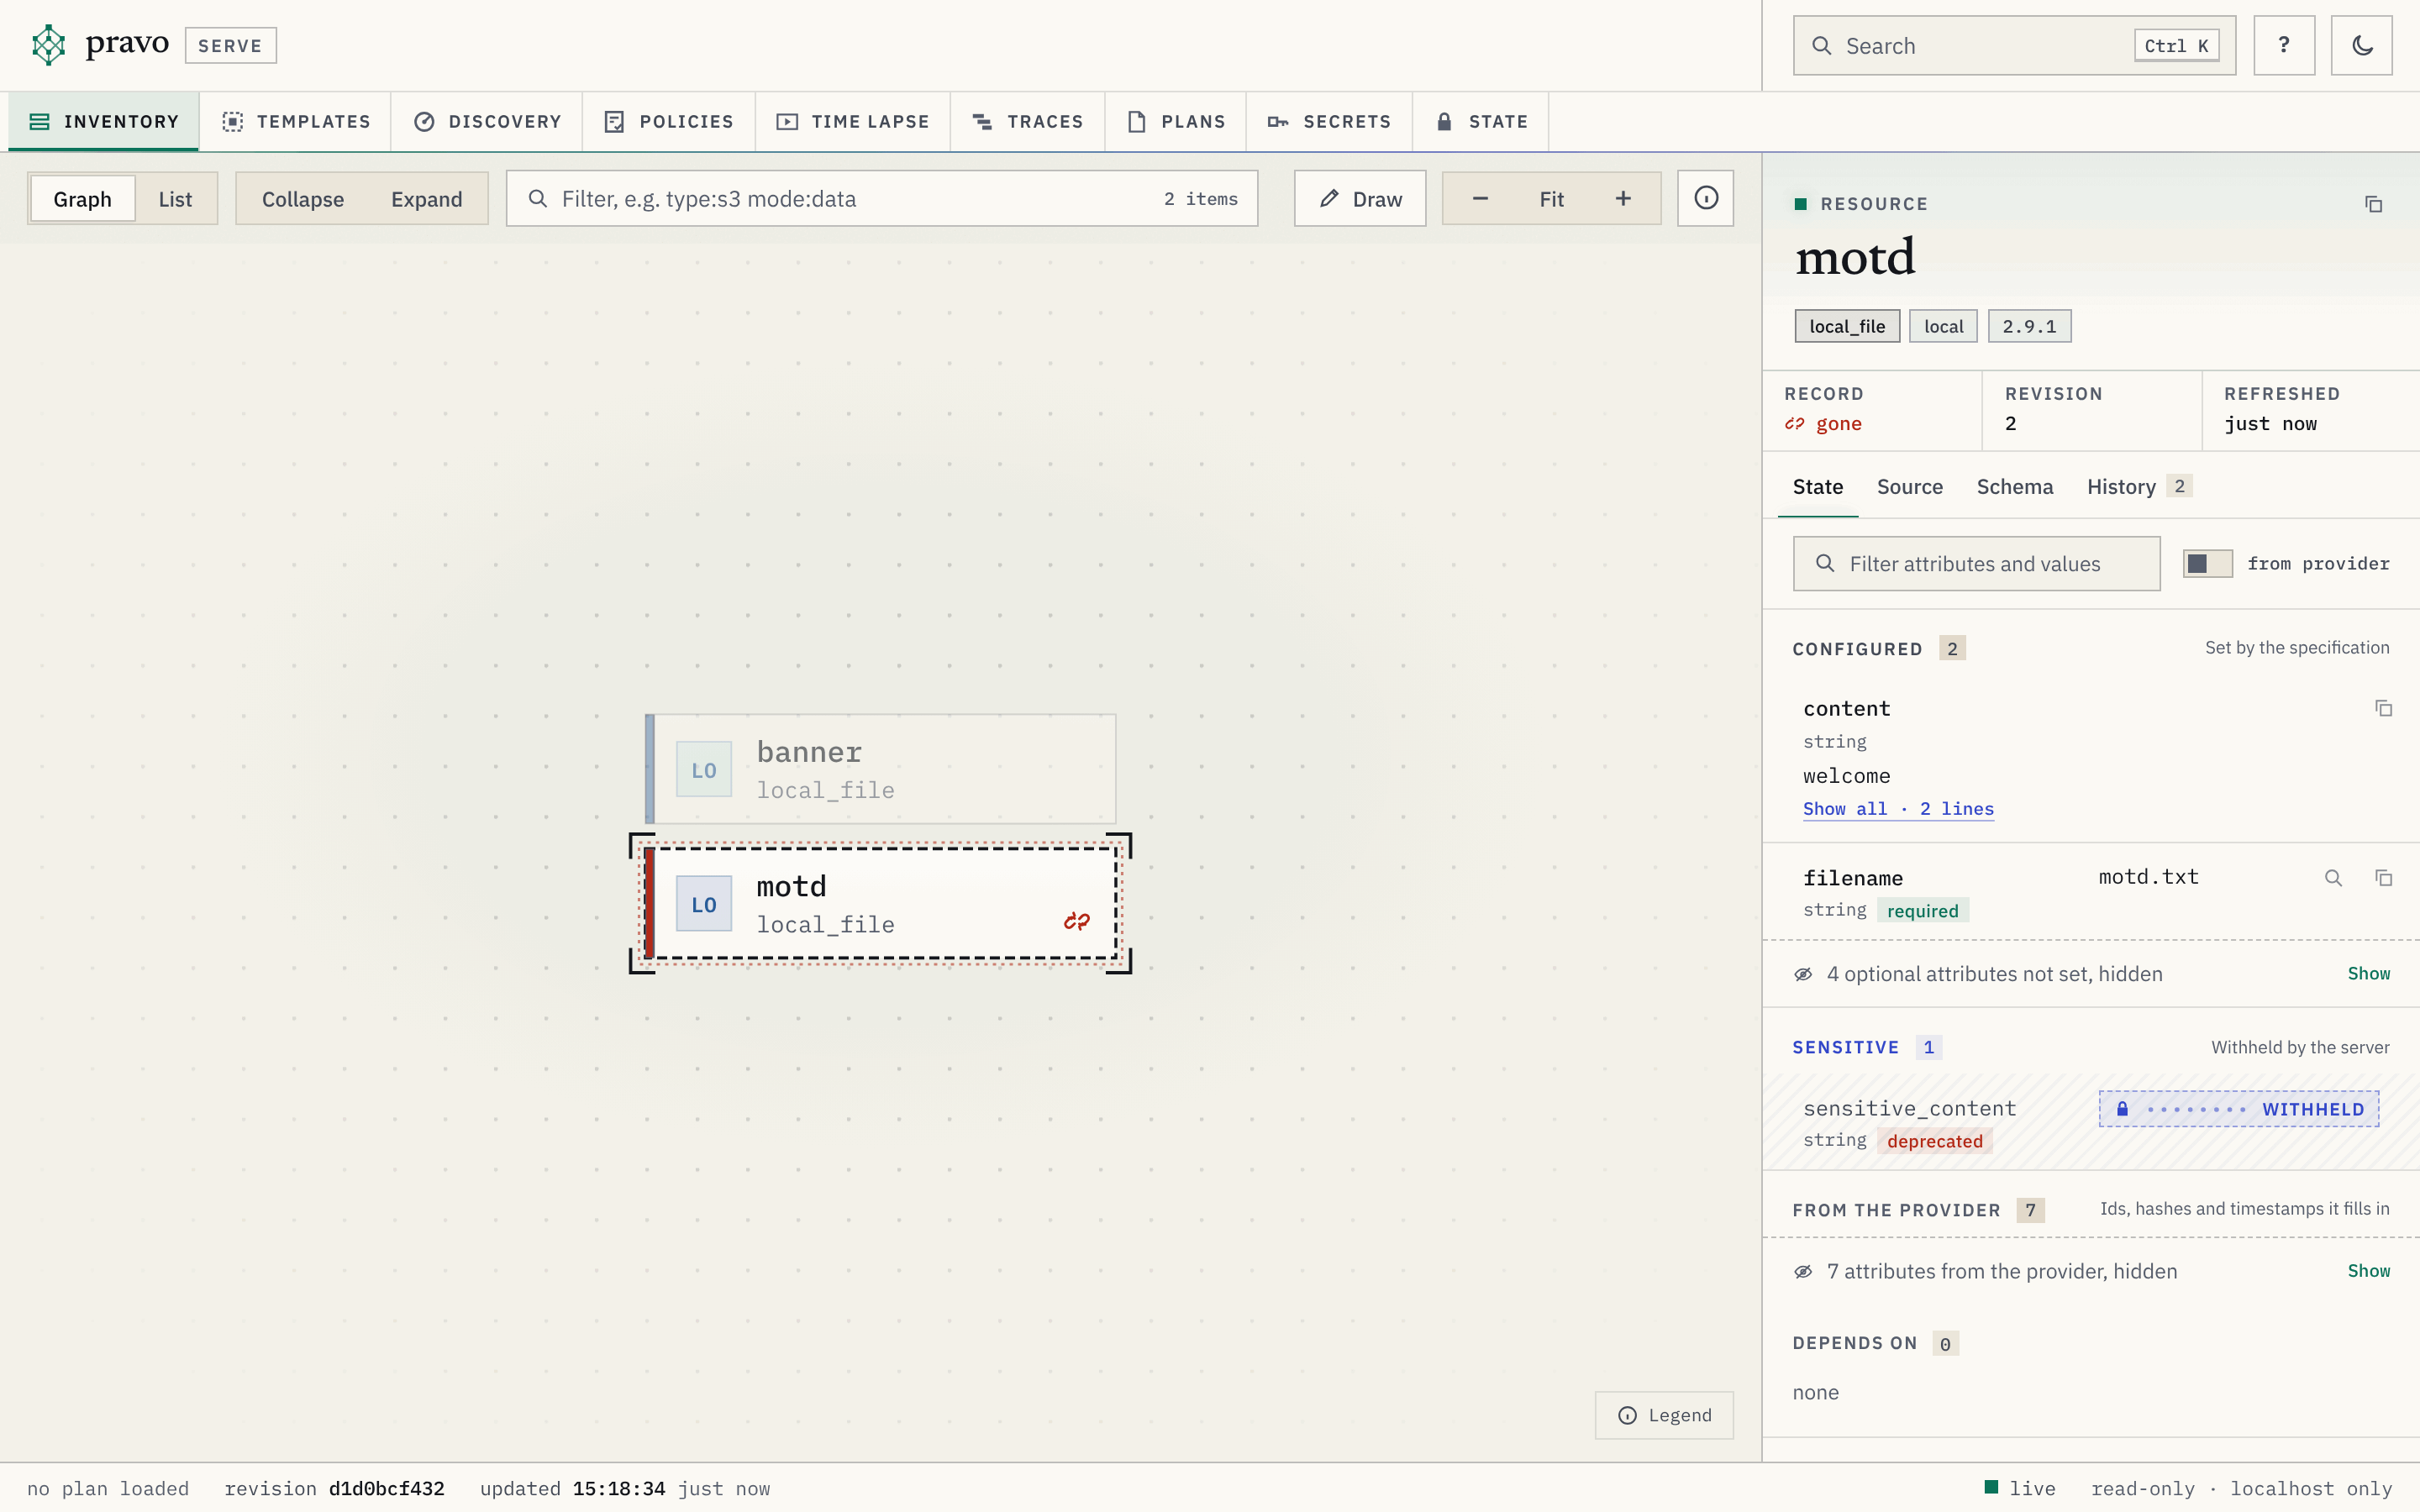 pravo SERVE
Search Ctrl K ?
INVENTORY TEMPLATES DISCOVERY POLICIES TIME LAPSE TRACES PLANS SECRETS STATE
Graph List Collapse Expand Filter, e.g. type:s3 mode:data 2 items Draw − Fit +
LO banner
local_file
LO motd
local_file
Legend
RESOURCE
motd
local_file local 2.9.1
RECORD REVISION REFRESHED
gone 2 just now
State Source Schema History 2
Filter attributes and values from provider
CONFIGURED 2 Set by the specification
content
string
welcome
Show all · 2 lines
filename motd.txt
string required
4 optional attributes not set, hidden Show
SENSITIVE 1 Withheld by the server
sensitive_content WITHHELD
string deprecated
FROM THE PROVIDER 7 Ids, hashes and timestamps it fills in
7 attributes from the provider, hidden Show
DEPENDS ON 0
none
no plan loaded revision d1d0bcf432 updated 15:18:34 just now live read-only · localhost only